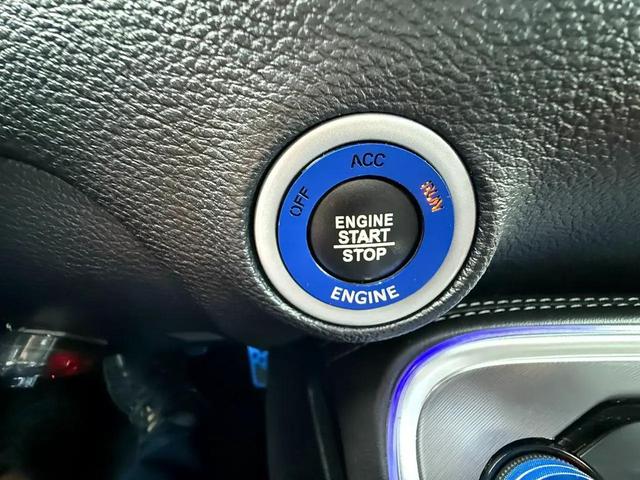 ACC
OFF
RUN
ENGINE
START
STOP
ENGINE